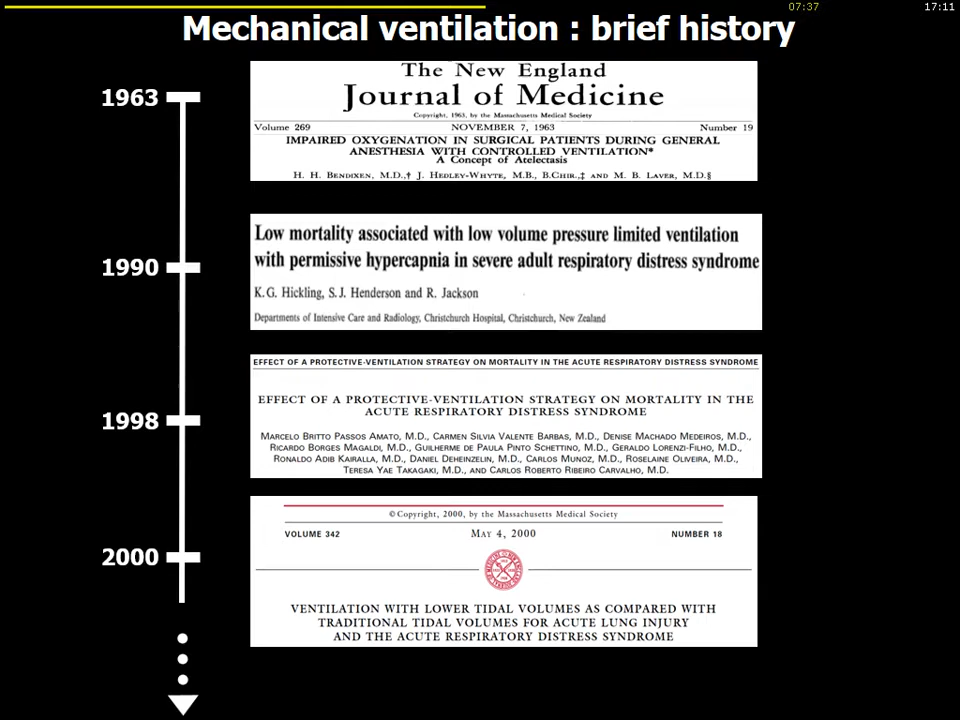 07:37
17:11
Mechanical ventilation : brief history
1963
The New England
Journal of Medicine
Copyright, 1963, by the Massachusetts Medical Society
Volume 269 NOVEMBER 7, 1963 Number 19
IMPAIRED OXYGENATION IN SURGICAL PATIENTS DURING GENERAL
ANESTHESIA WITH CONTROLLED VENTILATION*
A Concept of Atelectasis
H. H. BENDIXEN, M.D.,† J. HEDLEY-WHYTE, M.B., B.CHIR.,‡ AND M. B. LAVER, M.D.§
1990
Low mortality associated with low volume pressure limited ventilation
with permissive hypercapnia in severe adult respiratory distress syndrome
K.G. Hickling, S.J. Henderson and R. Jackson
Departments of Intensive Care and Radiology, Christchurch Hospital, Christchurch, New Zealand
1998
EFFECT OF A PROTECTIVE-VENTILATION STRATEGY ON MORTALITY IN THE ACUTE RESPIRATORY DISTRESS SYNDROME
EFFECT OF A PROTECTIVE-VENTILATION STRATEGY ON MORTALITY IN THE
ACUTE RESPIRATORY DISTRESS SYNDROME
MARCELO BRITTO PASSOS AMATO, M.D., CARMEN SILVIA VALENTE BARBAS, M.D., DENISE MACHADO MEDEIROS, M.D.,
RICARDO BORGES MAGALDI, M.D., GUILHERME DE PAULA PINTO SCHETTINO, M.D., GERALDO LORENZI-FILHO, M.D.,
RONALDO ADIB KAIRALLA, M.D., DANIEL DEHEINZELIN, M.D., CARLOS MUNOZ, M.D., ROSELAINE OLIVEIRA, M.D.,
TERESA YAE TAKAGAKI, M.D., AND CARLOS ROBERTO RIBEIRO CARVALHO, M.D.
2000
© Copyright, 2000, by the Massachusetts Medical Society
VOLUME 342 MAY 4, 2000 NUMBER 18
VENTILATION WITH LOWER TIDAL VOLUMES AS COMPARED WITH
TRADITIONAL TIDAL VOLUMES FOR ACUTE LUNG INJURY
AND THE ACUTE RESPIRATORY DISTRESS SYNDROME